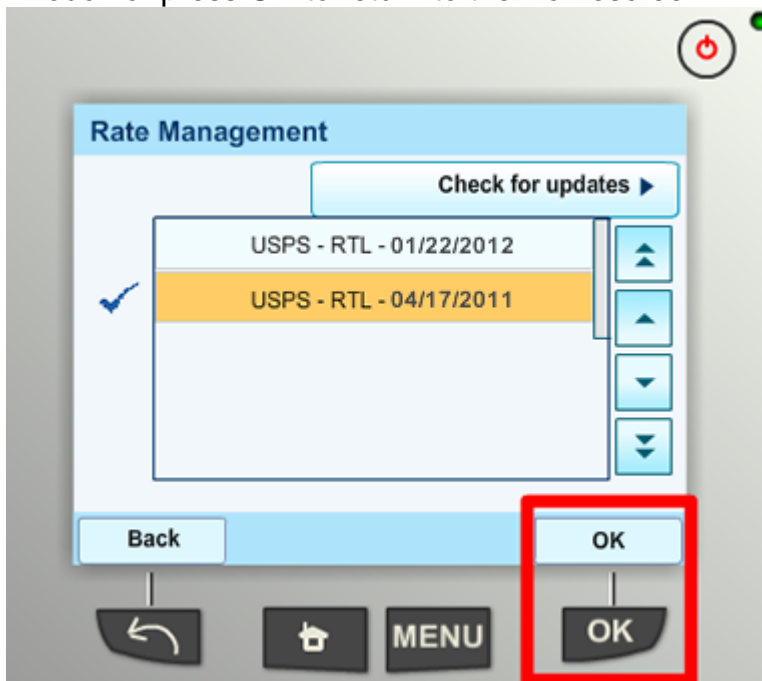 Rate Management
Check for updates
USPS - RTL - 01/22/2012
USPS - RTL - 04/17/2011
Back
OK
MENU
OK